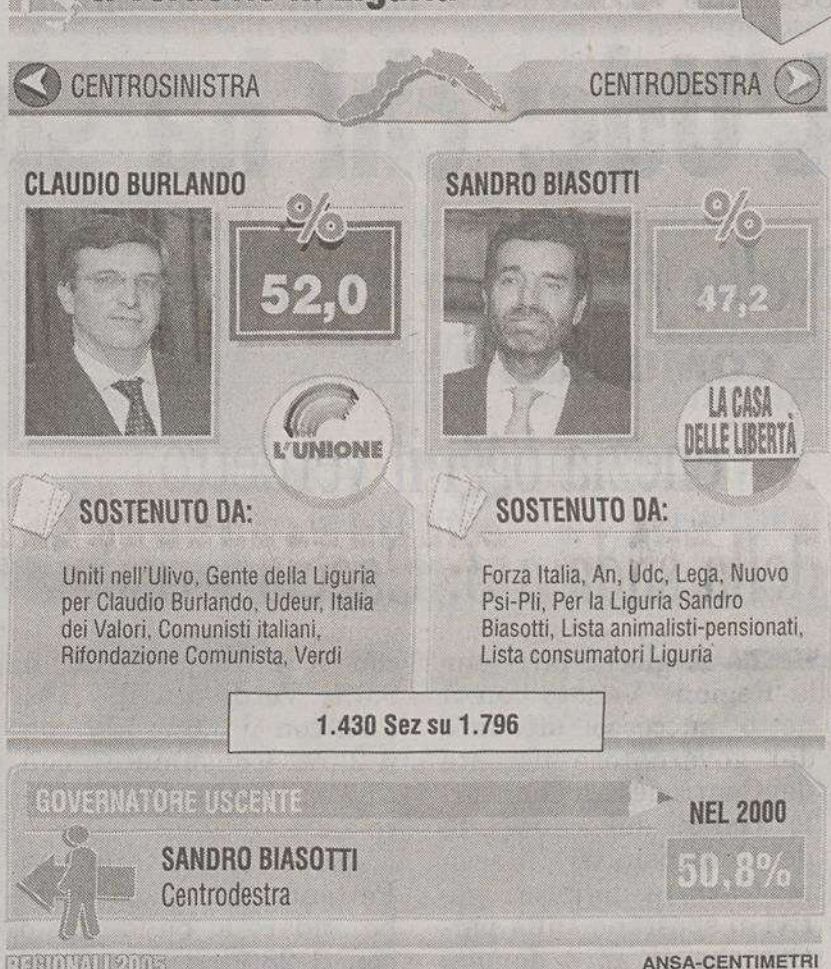 in Liguria
CENTROSINISTRA
CENTRODESTRA
CLAUDIO BURLANDO
%
52,0
L'UNIONE
SANDRO BIASOTTI
%
47,2
LA CASA
DELLE LIBERTÀ
SOSTENUTO DA:
Uniti nell'Ulivo, Gente della Liguria
per Claudio Burlando, Udeur, Italia
dei Valori, Comunisti italiani,
Rifondazione Comunista, Verdi
SOSTENUTO DA:
Forza Italia, An, Udc, Lega, Nuovo
Psi-Pli, Per la Liguria Sandro
Biasotti, Lista animalisti-pensionati,
Lista consumatori Liguria
1.430 Sez su 1.796
GOVERNATORE USCENTE
SANDRO BIASOTTI
Centrodestra
NEL 2000
50,8%
REGIONALI 2005
ANSA-CENTIMETRI